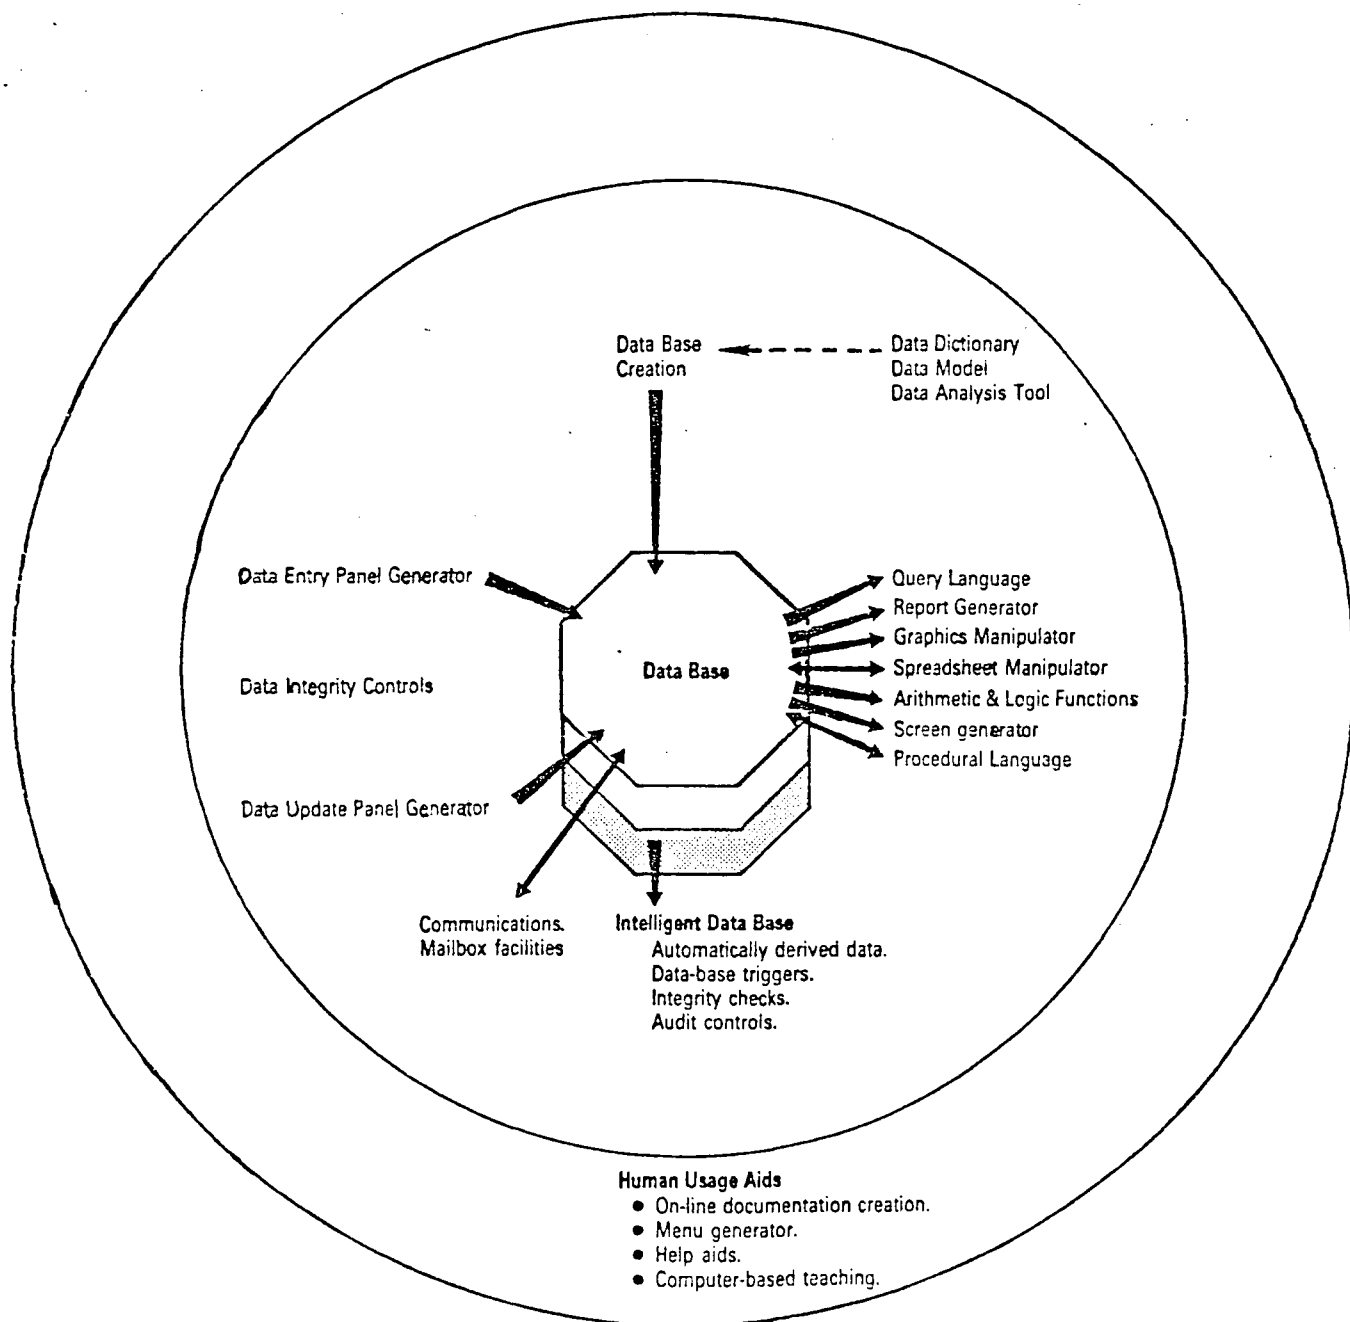 Data Base
Creation
Data Dictionary
Data Model
Data Analysis Tool
Data Entry Panel Generator
Data Integrity Controls
Data Update Panel Generator
Data Base
Query Language
Report Generator
Graphics Manipulator
Spreadsheet Manipulator
Arithmetic & Logic Functions
Screen generator
Procedural Language
Communications.
Mailbox facilities
Intelligent Data Base
Automatically derived data.
Data-base triggers.
Integrity checks.
Audit controls.
Human Usage Aids
● On-line documentation creation.
● Menu generator.
● Help aids.
● Computer-based teaching.